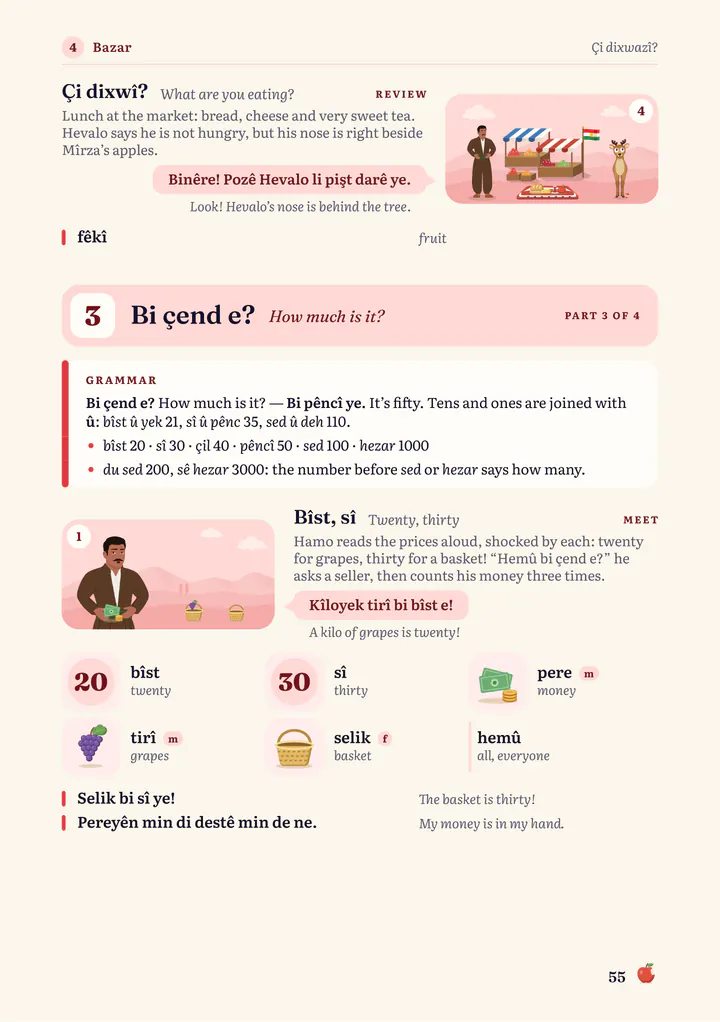 4 Bazar
Çi dixwazî?
Çi dixwî? What are you eating? REVIEW
Lunch at the market: bread, cheese and very sweet tea.
Hevalo says he is not hungry, but his nose is right beside
Mîrza’s apples.
4
Binêre! Pozê Hevalo li pişt darê ye.
Look! Hevalo’s nose is behind the tree.
fêkî fruit
3 Bi çend e? How much is it? PART 3 OF 4
GRAMMAR
Bi çend e? How much is it? — Bi pêncî ye. It’s fifty. Tens and ones are joined with
û: bîst û yek 21, sî û pênc 35, sed û deh 110.
• bîst 20 · sî 30 · çil 40 · pêncî 50 · sed 100 · hezar 1000
• du sed 200, sê hezar 3000: the number before sed or hezar says how many.
1
Bîst, sî Twenty, thirty MEET
Hamo reads the prices aloud, shocked by each: twenty
for grapes, thirty for a basket! “Hemû bi çend e?” he
asks a seller, then counts his money three times.
Kîloyek tirî bi bîst e!
A kilo of grapes is twenty!
20 bîst
twenty
30 sî
thirty
pere m
money
tirî m
grapes
selik f
basket
hemû
all, everyone
Selik bi sî ye! The basket is thirty!
Pereyên min di destê min de ne. My money is in my hand.
55